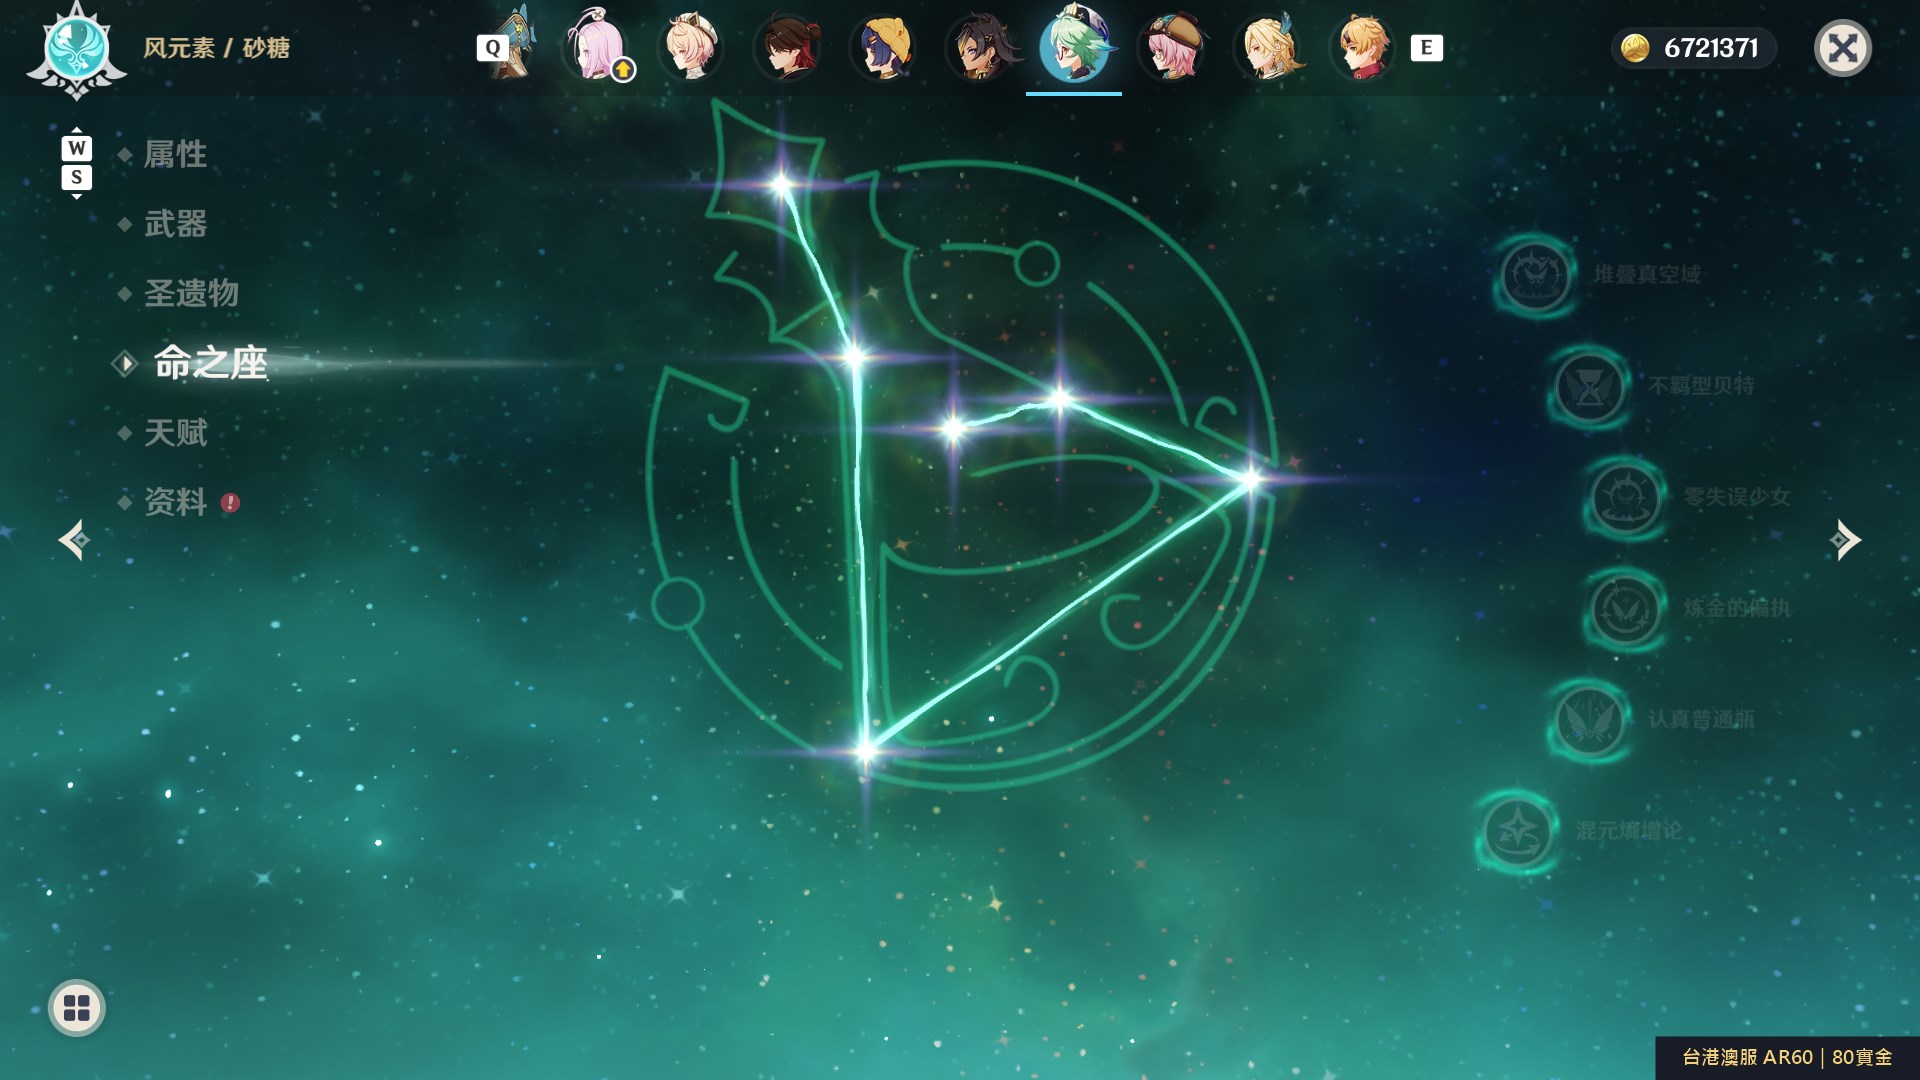 风元素 / 砂糖
Q
E
6721371
W
S
属性
武器
圣遗物
命之座
天赋
资料
堆叠真空域
不羁型贝特
零失误少女
炼金的偏执
认真普通瓶
混元熵增论
台港澳服 AR60 | 80實金